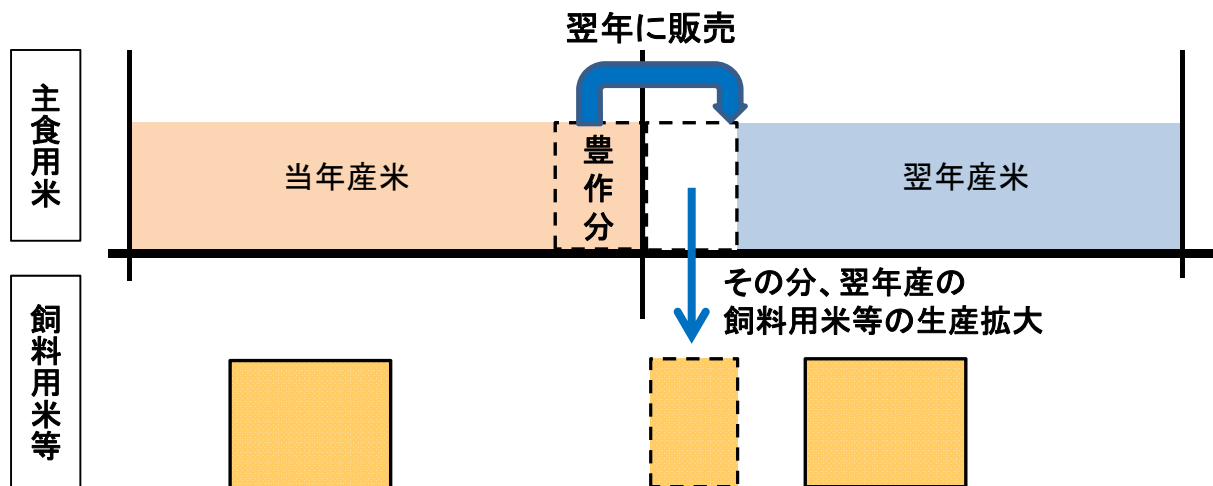 翌年に販売
主食用米
当年産米
豊作分
翌年産米
その分、翌年産の
飼料用米等の生産拡大
飼料用米等